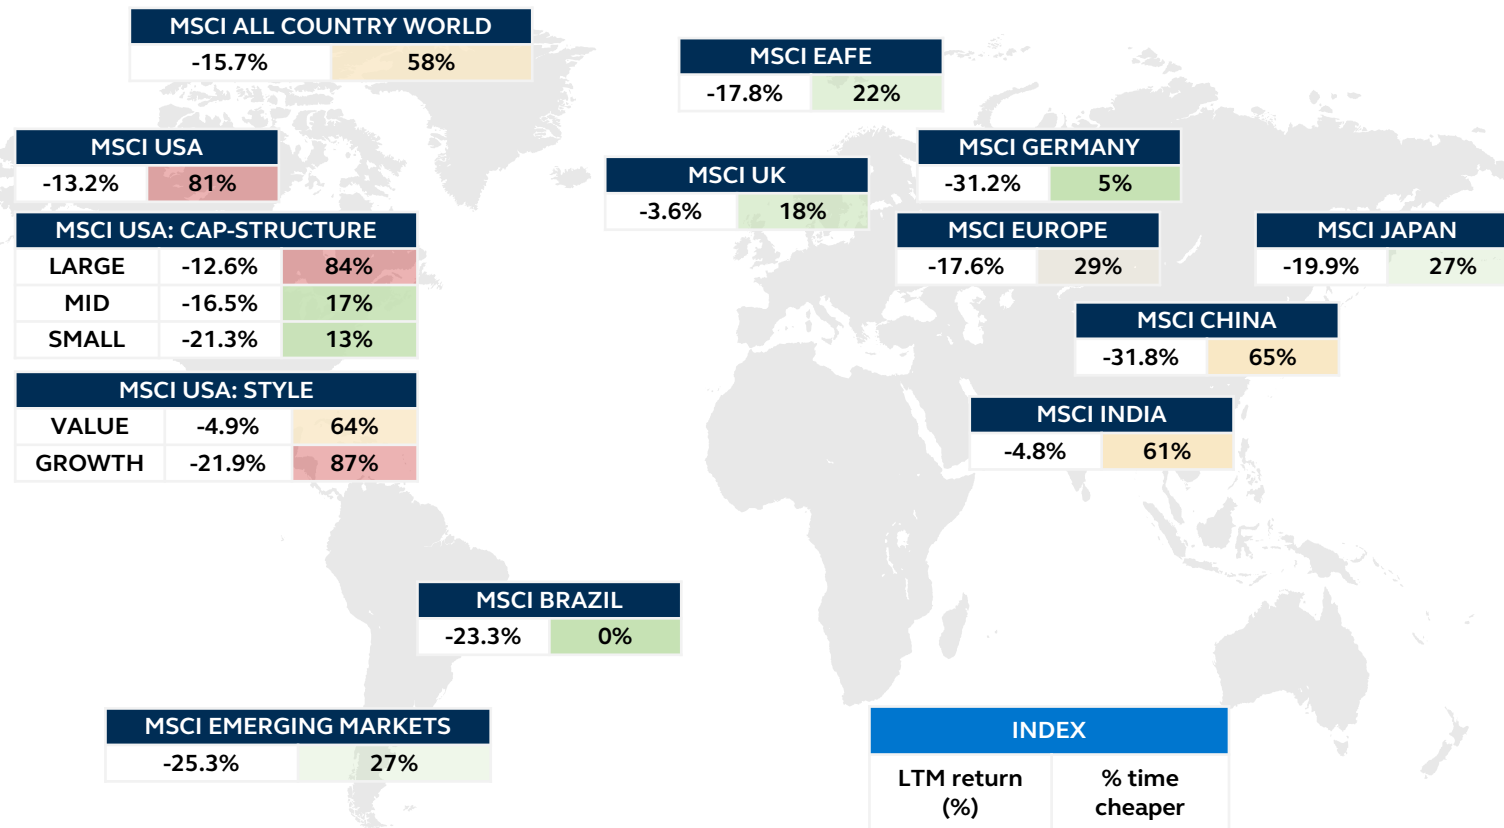 MSCI ALL COUNTRY WORLD
-15.7% 58%
MSCI EAFE
-17.8% 22%
MSCI USA
-13.2% 81%
MSCI GERMANY
-31.2% 5%
MSCI UK
-3.6% 18%
MSCI USA: CAP-STRUCTURE
LARGE -12.6% 84%
MID -16.5% 17%
SMALL -21.3% 13%
MSCI EUROPE
-17.6% 29%
MSCI JAPAN
-19.9% 27%
MSCI CHINA
-31.8% 65%
MSCI USA: STYLE
VALUE -4.9% 64%
GROWTH -21.9% 87%
MSCI INDIA
-4.8% 61%
MSCI BRAZIL
-23.3% 0%
MSCI EMERGING MARKETS
-25.3% 27%
INDEX
LTM return
(%)
% time
cheaper